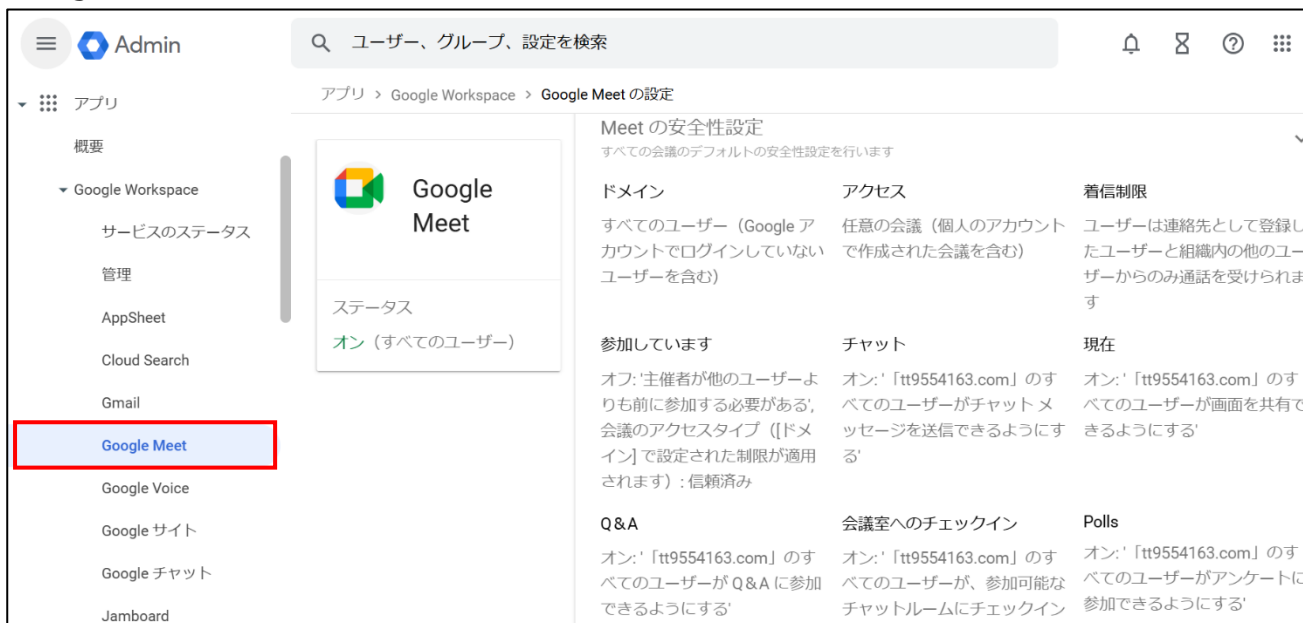 Admin
ユーザー、グループ、設定を検索
アプリ
概要
Google Workspace
サービスのステータス
管理
AppSheet
Cloud Search
Gmail
Google Meet
Google Voice
Google サイト
Google チャット
Jamboard
アプリ > Google Workspace > Google Meet の設定
Google
Meet
ステータス
オン（すべてのユーザー）
Meet の安全性設定
すべての会議のデフォルトの安全性設定を行います
ドメイン
すべてのユーザー（Google ア
カウントでログインしていない
ユーザーを含む）
アクセス
任意の会議（個人のアカウント
で作成された会議を含む）
着信制限
ユーザーは連絡先として登録し
たユーザーと組織内の他のユー
ザーからのみ通話を受けられま
す
参加しています
オフ: '主催者が他のユーザーよ
りも前に参加する必要がある',
会議のアクセスタイプ（[ドメ
イン] で設定された制限が適用
されます）: 信頼済み
チャット
オン: '「tt9554163.com」のす
べてのユーザーがチャット メ
ッセージを送信できるようにす
る'
現在
オン: '「tt9554163.com」のす
べてのユーザーが画面を共有で
きるようにする'
Q&A
オン: '「tt9554163.com」のす
べてのユーザーが Q&A に参加
できるようにする'
会議室へのチェックイン
オン: '「tt9554163.com」のす
べてのユーザーが、参加可能な
チャットルームにチェックイン
Polls
オン: '「tt9554163.com」のす
べてのユーザーがアンケートに
参加できるようにする'